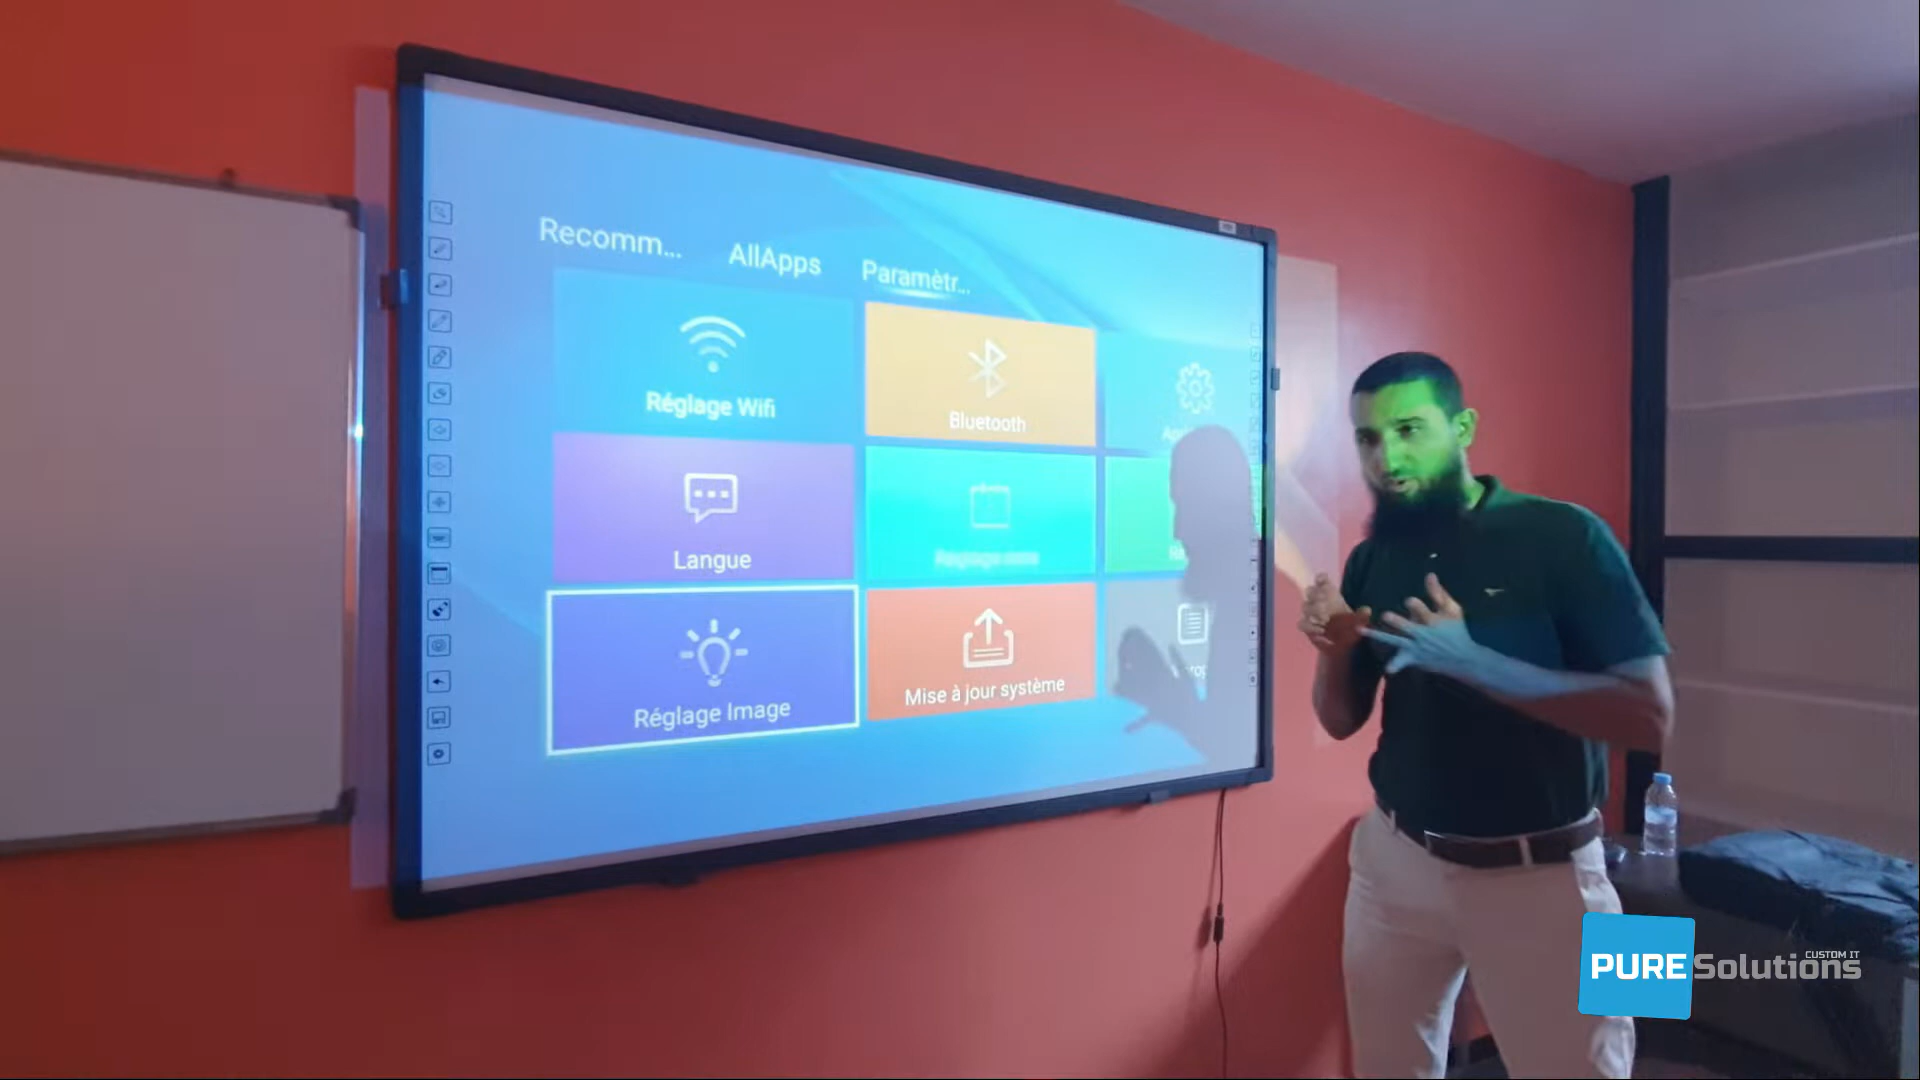 Recomm...
AllApps
Paramètr...
Réglage Wifi
Bluetooth
Langue
Réglage Image
Mise à jour système
PURE Solutions
CUSTOM IT